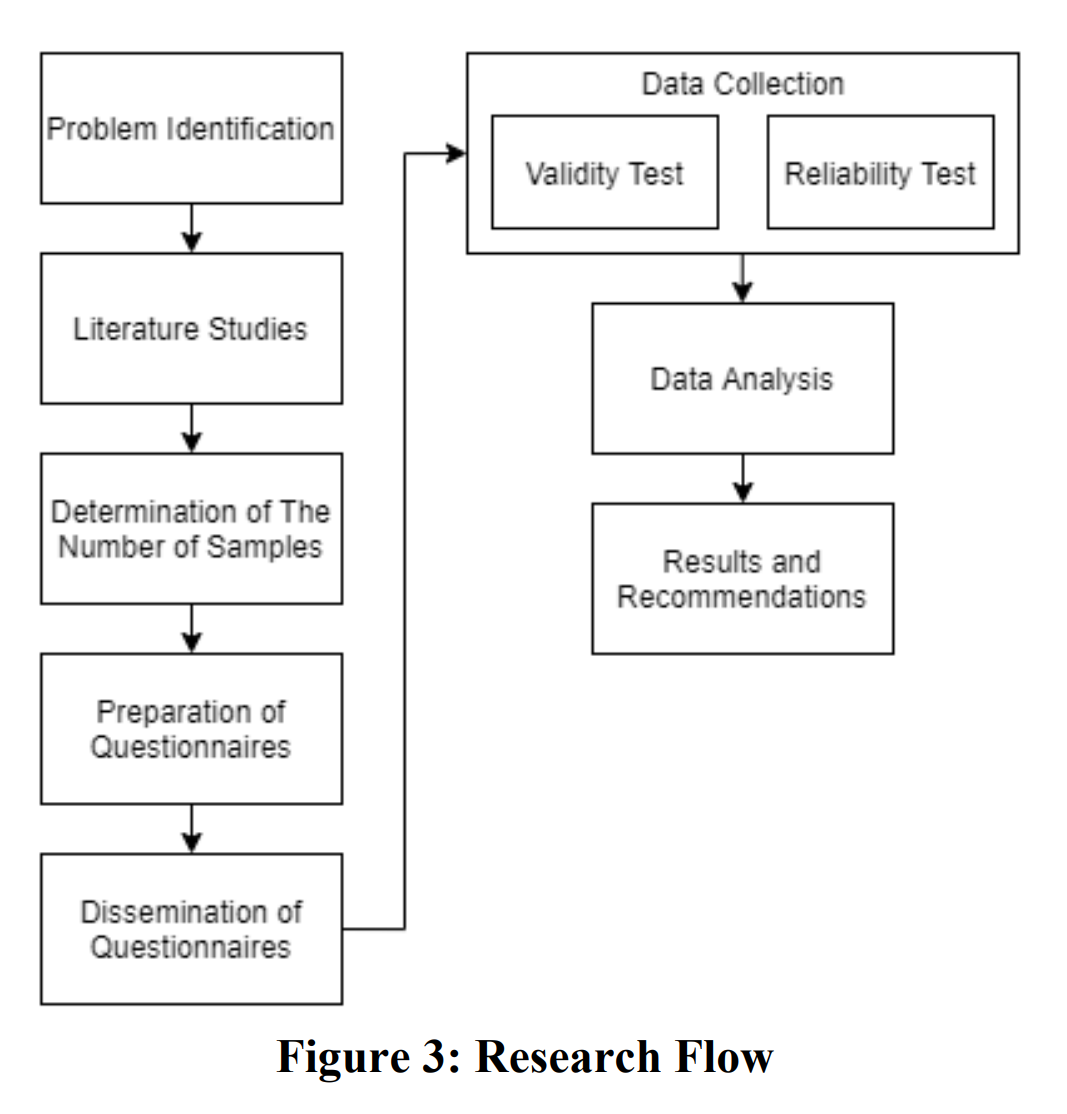 Problem Identification
Literature Studies
Determination of The
Number of Samples
Preparation of
Questionnaires
Dissemination of
Questionnaires
Data Collection
Validity Test
Reliability Test
Data Analysis
Results and
Recommendations
Figure 3: Research Flow